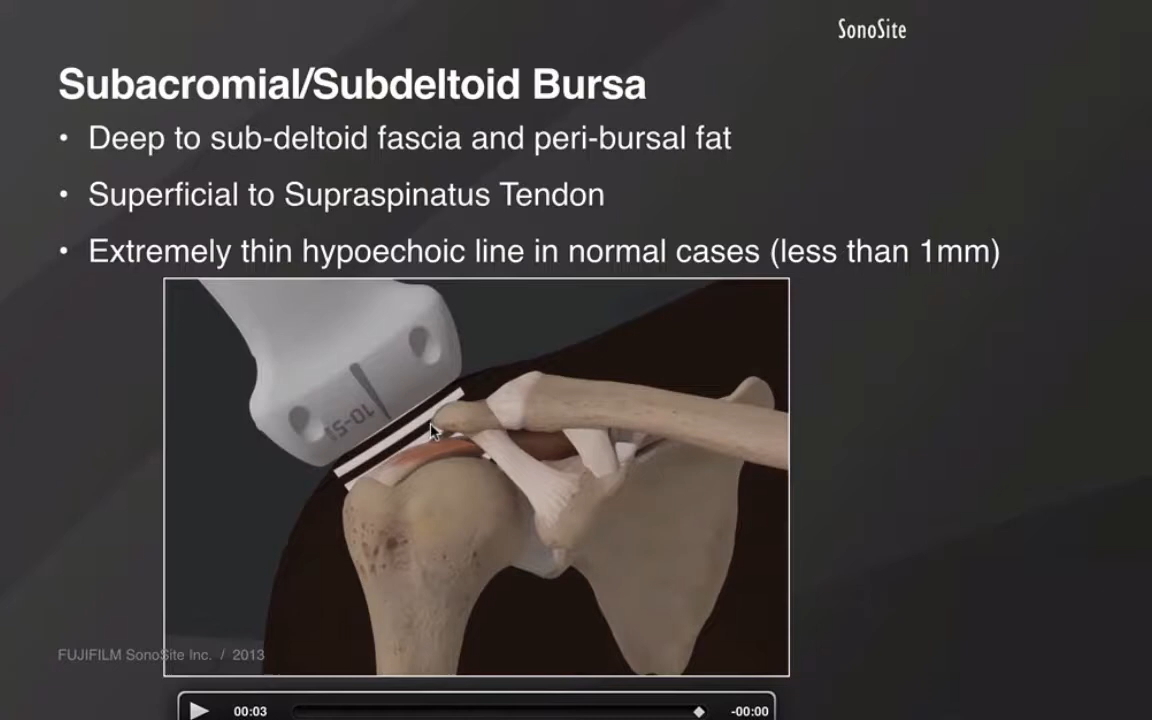 SonoSite
Subacromial/Subdeltoid Bursa
• Deep to sub-deltoid fascia and peri-bursal fat
• Superficial to Supraspinatus Tendon
• Extremely thin hypoechoic line in normal cases (less than 1mm)
15-10
FUJIFILM SonoSite Inc. / 2013
00:03
-00:00